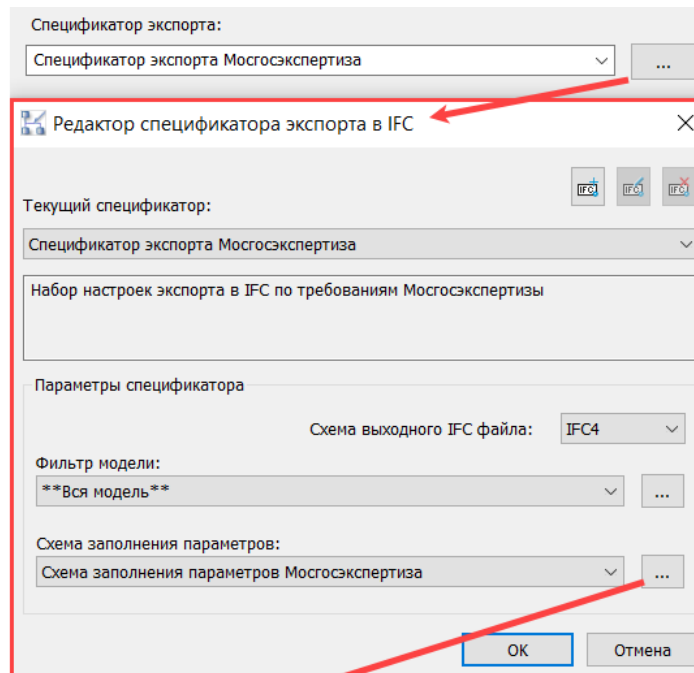 Спецификатор экспорта:
Спецификатор экспорта Мосгосэкспертиза
...
Редактор спецификатора экспорта в IFC
IFC IFC IFC
Текущий спецификатор:
Спецификатор экспорта Мосгосэкспертиза
Набор настроек экспорта в IFC по требованиям Мосгосэкспертизы
Параметры спецификатора
Схема выходного IFC файла: IFC4
Фильтр модели:
**Вся модель**
...
Схема заполнения параметров:
Схема заполнения параметров Мосгосэкспертиза
...
ОК Отмена